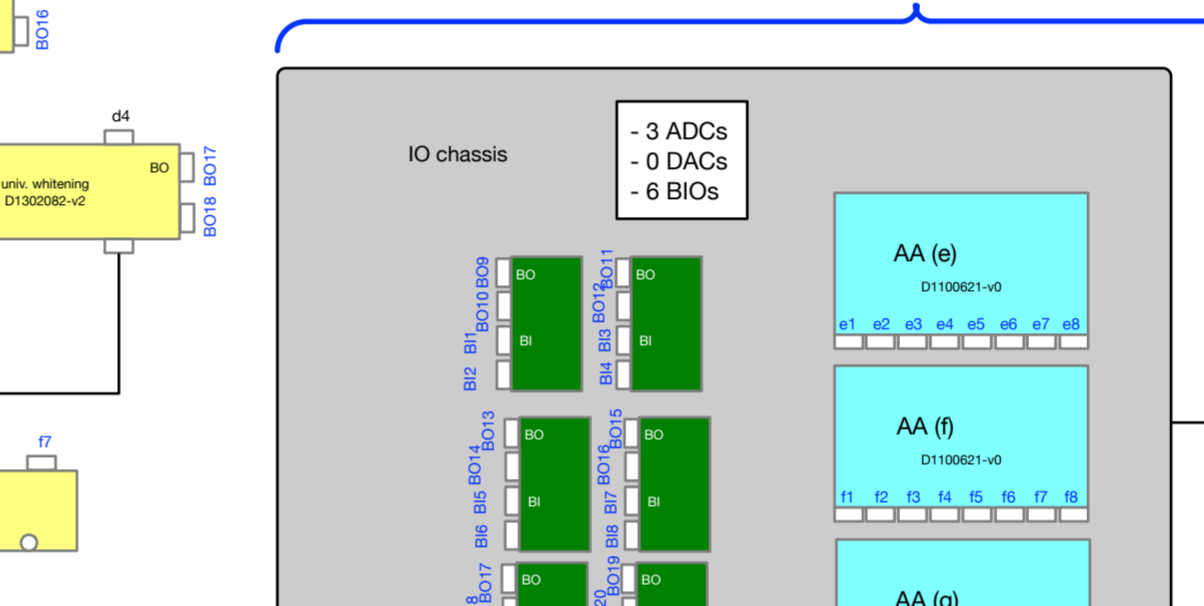 BO16
d4
BO
BO17
univ. whitening
D1302082-v2
BO18
f7
IO chassis
- 3 ADCs
- 0 DACs
- 6 BIOs
BO9
BO10
BI1
BI2
BO
BI
BO11
BO12
BI3
BI4
BO
BI
BO13
BO14
BI5
BI6
BO
BI
BO15
BO16
BI7
BI8
BO
BI
BO17
8
BO
BO19
20
BO
AA (e)
D1100621-v0
e1 e2 e3 e4 e5 e6 e7 e8
AA (f)
D1100621-v0
f1 f2 f3 f4 f5 f6 f7 f8
AA (g)